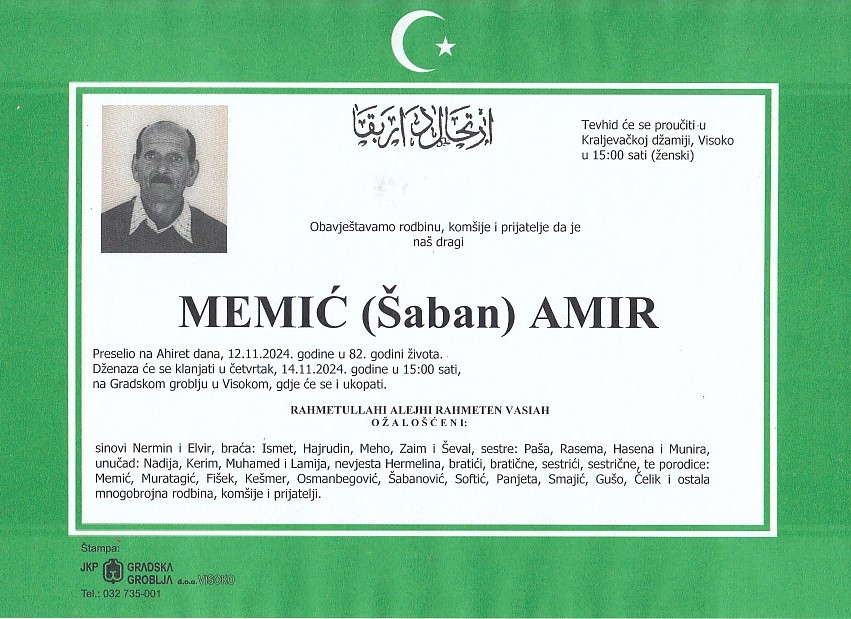 ارتحال دار بقا
Tevhid će se proučiti u
Kraljevačkoj džamiji, Visoko
u 15:00 sati (ženski)
Obavještavamo rodbinu, komšije i prijatelje da je
naš dragi
MEMIĆ (Šaban) AMIR
Preselio na Ahiret dana, 12.11.2024. godine u 82. godini života.
Dženaza će se klanjati u četvrtak, 14.11.2024. godine u 15:00 sati,
na Gradskom groblju u Visokom, gdje će se i ukopati.
RAHMETULLAHI ALEJHI RAHMETEN VASIAH
O Ž A L O Š Ć E N I:
sinovi Nermin i Elvir, braća: Ismet, Hajrudin, Meho, Zaim i Ševal, sestre: Paša, Rasema, Hasena i Munira,
unučad: Nadija, Kerim, Muhamed i Lamija, nevjesta Hermelina, bratići, bratične, sestrići, sestrične, te porodice:
Memić, Muratagić, Fišek, Kešmer, Osmanbegović, Šabanović, Softić, Panjeta, Smajić, Gušo, Čelik i ostala
mnogobrojna rodbina, komšije i prijatelji.
Štampa:
JKP GRADSKA
GROBLJA d.o.o. VISOKO
Tel.: 032 735-001